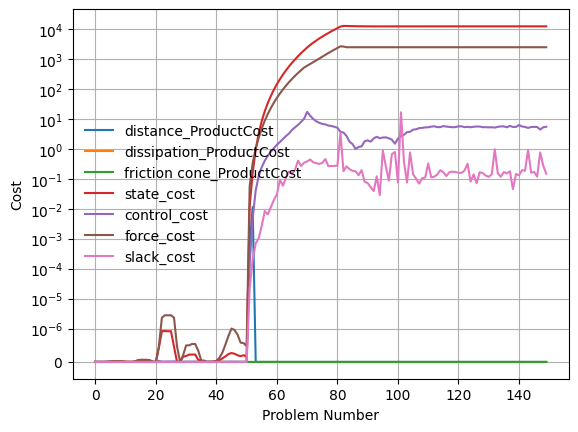 10⁴
10³
10²
10¹
10⁰
10⁻¹
10⁻²
10⁻³
10⁻⁴
10⁻⁵
10⁻⁶
0
Cost
distance_ProductCost
dissipation_ProductCost
friction cone_ProductCost
state_cost
control_cost
force_cost
slack_cost
0 20 40 60 80 100 120 140
Problem Number